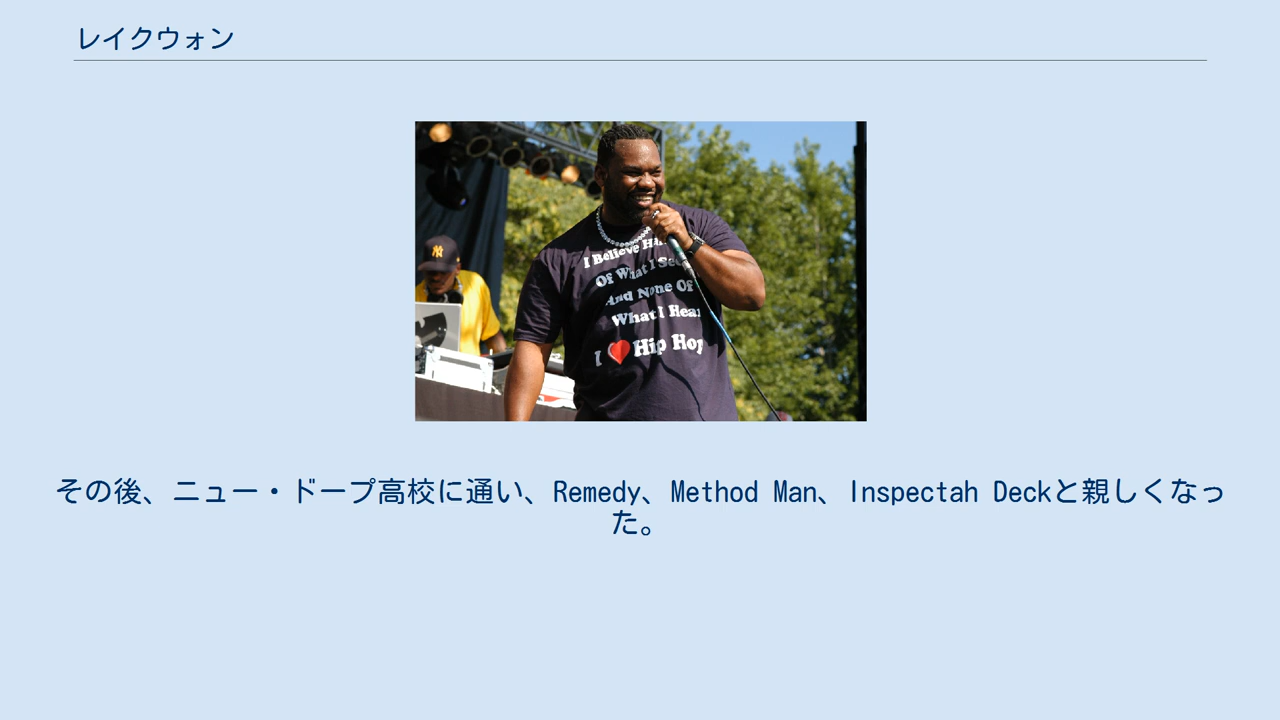 レイクウォン
I Believe Half
Of What I See
And None Of
What I Hear
I ❤ Hip Hop
その後、ニュー・ドープ高校に通い、Remedy、Method Man、Inspectah Deckと親しくなっ
た。